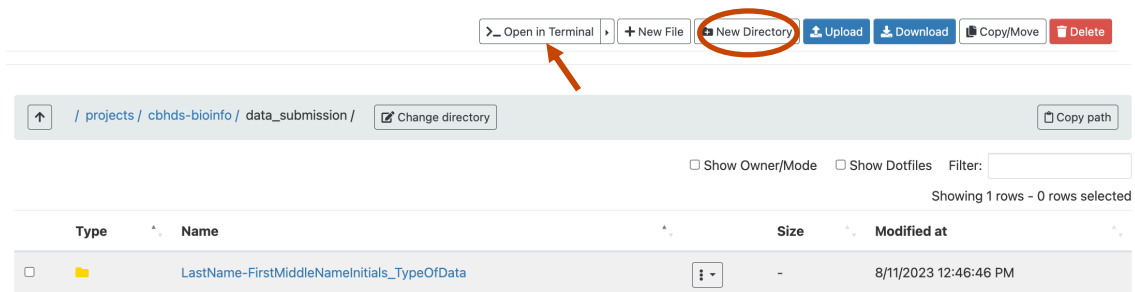 >_ Open in Terminal + New File New Directory Upload Download Copy/Move Delete
/ projects / cbhds-bioinfo / data_submission / Change directory Copy path
Show Owner/Mode Show Dotfiles Filter:
Showing 1 rows - 0 rows selected
Type Name Size Modified at
LastName-FirstMiddleNameInitials_TypeOfData - 8/11/2023 12:46:46 PM